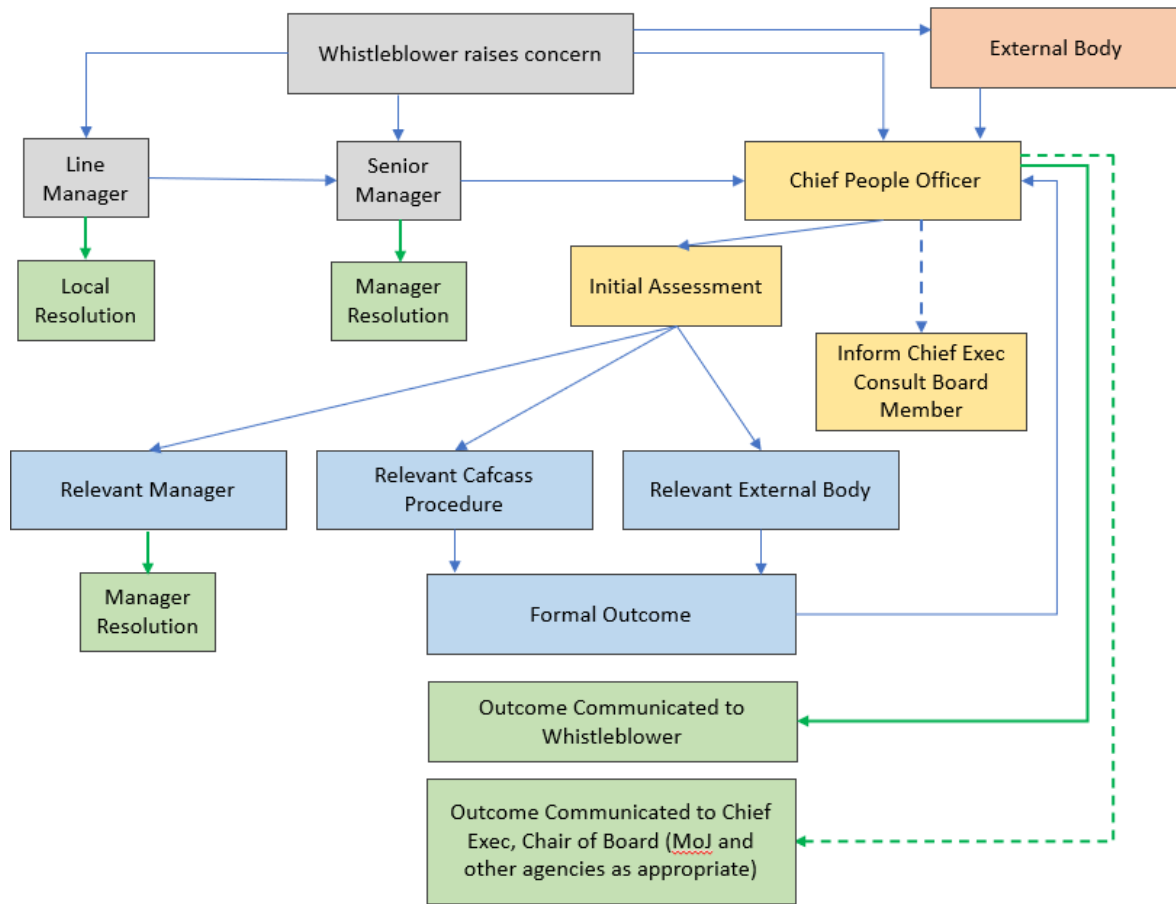 Whistleblower raises concern
External Body
Line
Manager
Senior
Manager
Chief People Officer
Local
Resolution
Manager
Resolution
Initial Assessment
Inform Chief Exec
Consult Board
Member
Relevant Manager
Relevant Cafcass
Procedure
Relevant External Body
Manager
Resolution
Formal Outcome
Outcome Communicated to
Whistleblower
Outcome Communicated to Chief
Exec, Chair of Board (MoJ and
other agencies as appropriate)